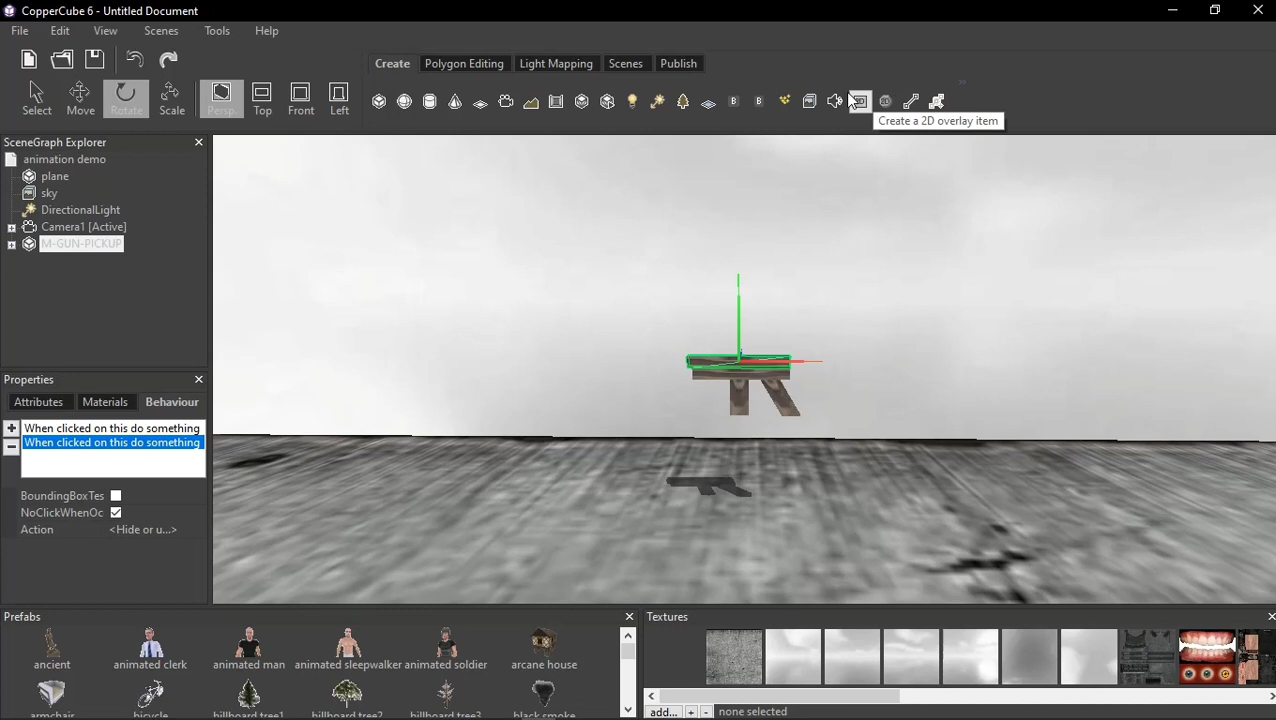 CopperCube 6 - Untitled Document
File Edit View Scenes Tools Help
Create Polygon Editing Light Mapping Scenes Publish
Select Move Rotate Scale Persp. Top Front Left
Create a 2D overlay item
SceneGraph Explorer
animation demo
plane
sky
DirectionalLight
Camera1 [Active]
M-GUN-PICKUP
Properties
Attributes Materials Behaviour
When clicked on this do something
When clicked on this do something
BoundingBoxTes
NoClickWhenOc
Action <Hide or u...>
Prefabs
ancient animated clerk animated man animated sleepwalker animated soldier arcane house
armchair bicycle billboard tree1 billboard tree2 billboard tree3 black smoke
Textures
add... + - none selected